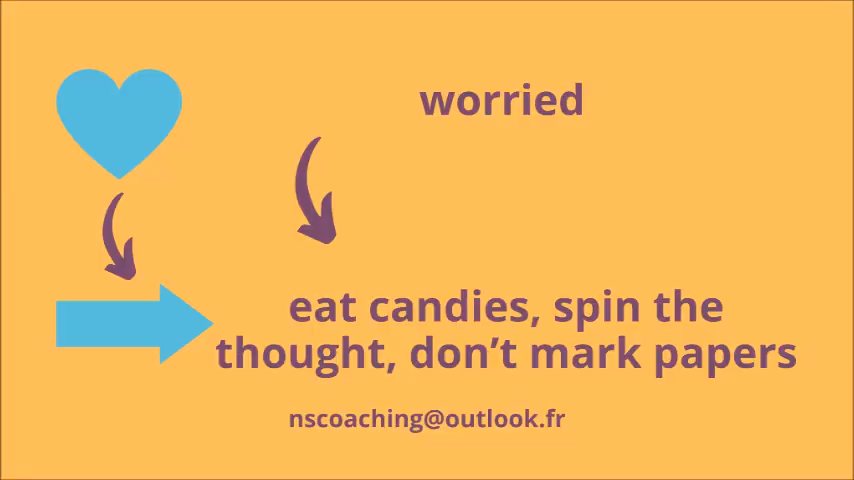 worried
eat candies, spin the
thought, don’t mark papers
nscoaching@outlook.fr